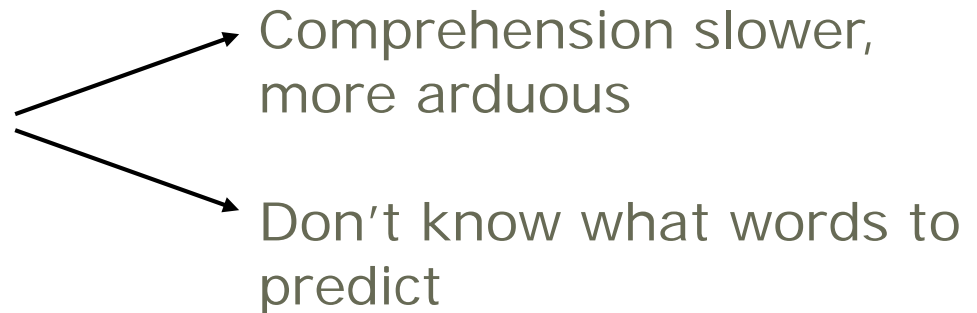 Comprehension slower,
more arduous
Don't know what words to
predict